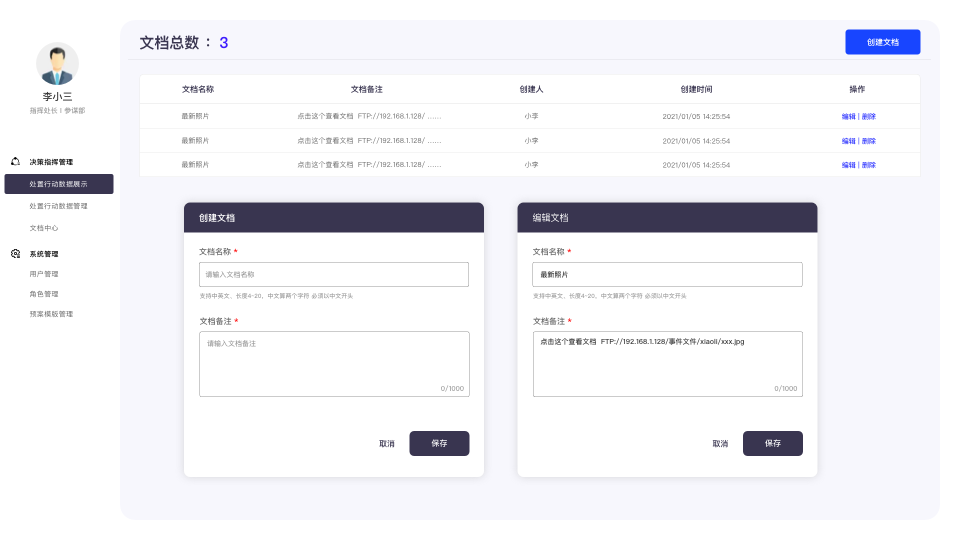 李小三
指挥处长 | 参谋部
决策指挥管理
处置行动数据展示
处置行动数据管理
文档中心
系统管理
用户管理
角色管理
预案模版管理
文档总数 : 3
创建文档
文档名称 文档备注 创建人 创建时间 操作
最新照片 点击这个查看文档 FTP://192.168.1.128/ ...... 小李 2021/01/05 14:25:54 编辑 | 删除
最新照片 点击这个查看文档 FTP://192.168.1.128/ ...... 小李 2021/01/05 14:25:54 编辑 | 删除
最新照片 点击这个查看文档 FTP://192.168.1.128/ ...... 小李 2021/01/05 14:25:54 编辑 | 删除
创建文档
文档名称 *
请输入文档名称
支持中英文、长度4-20、中文算两个字符 必须以中文开头
文档备注 *
请输入文档备注
0/1000
取消 保存
编辑文档
文档名称 *
最新照片
支持中英文、长度4-20、中文算两个字符 必须以中文开头
文档备注 *
点击这个查看文档 FTP://192.168.1.128/事件文件/xiaoli/xxx.jpg
0/1000
取消 保存